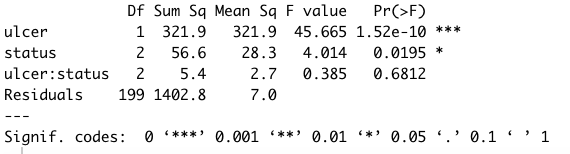 Df Sum Sq Mean Sq F value Pr(>F)
ulcer 1 321.9 321.9 45.665 1.52e-10 ***
status 2 56.6 28.3 4.014 0.0195 *
ulcer:status 2 5.4 2.7 0.385 0.6812
Residuals 199 1402.8 7.0
---
Signif. codes: 0 ‘***’ 0.001 ‘**’ 0.01 ‘*’ 0.05 ‘.’ 0.1 ‘ ’ 1